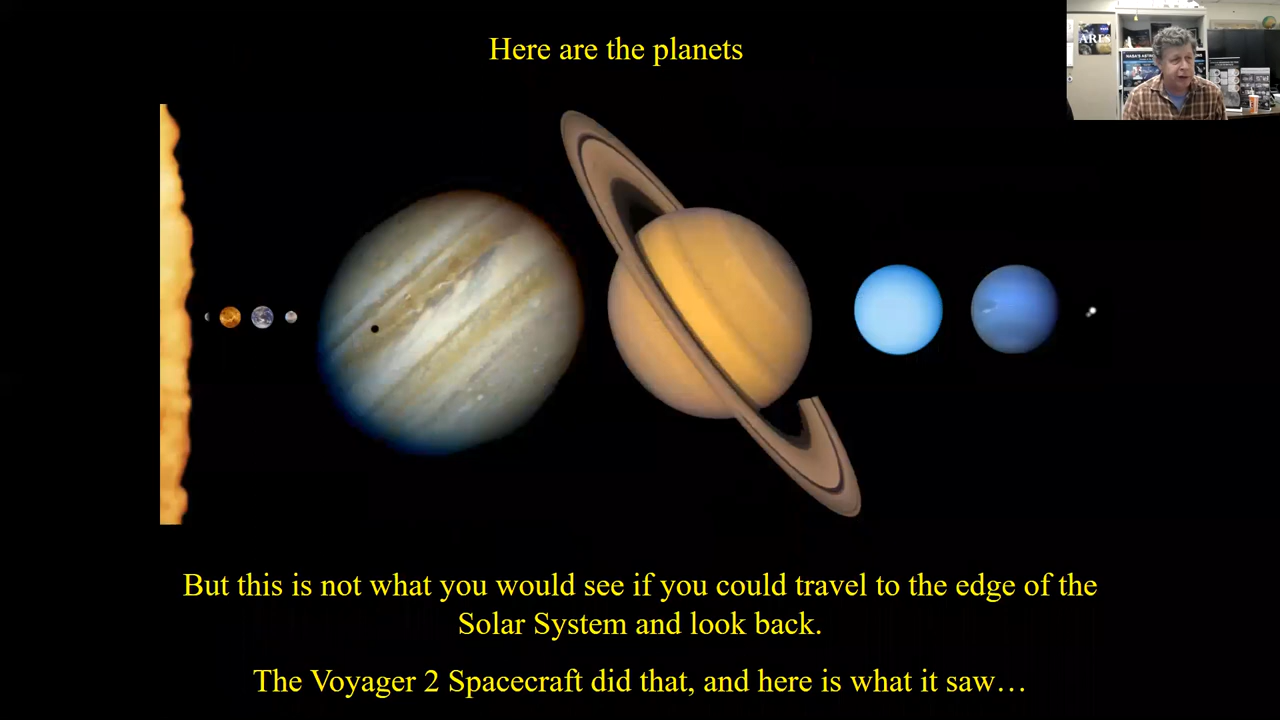 Here are the planets
ARES
But this is not what you would see if you could travel to the edge of the
Solar System and look back.
The Voyager 2 Spacecraft did that, and here is what it saw…